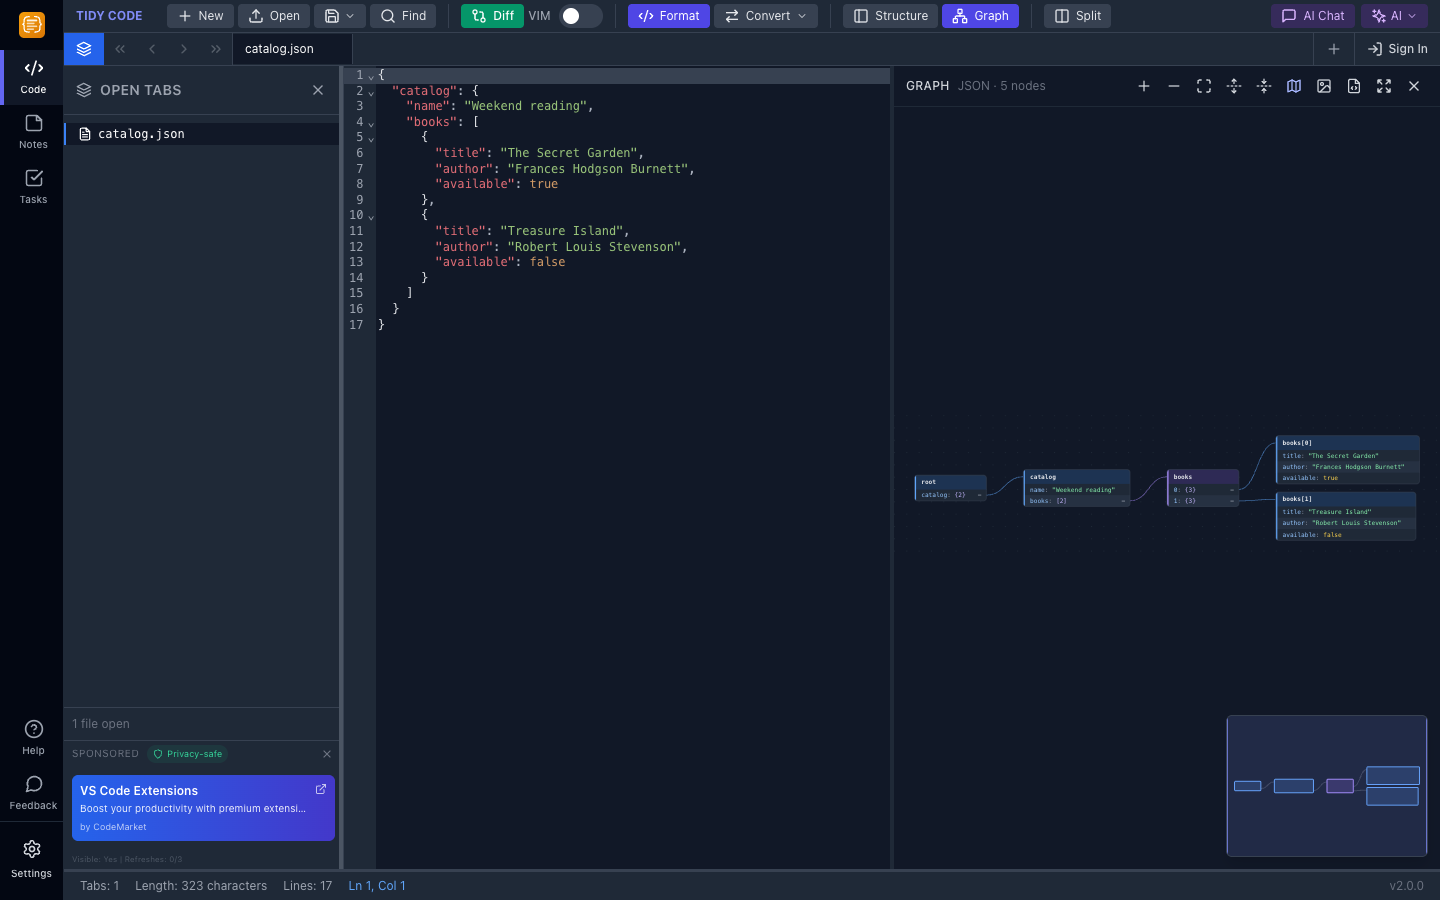 TIDY CODE
New
Open
Find
Diff
VIM
Format
Convert
Structure
Graph
Split
AI Chat
AI
catalog.json
Sign In
Code
Notes
Tasks
Help
Feedback
Settings
OPEN TABS
catalog.json
1 file open
SPONSORED
Privacy-safe
VS Code Extensions
Boost your productivity with premium extensi...
by CodeMarket
Visible: Yes | Refreshes: 0/3
1 {
2 "catalog": {
3 "name": "Weekend reading",
4 "books": [
5 {
6 "title": "The Secret Garden",
7 "author": "Frances Hodgson Burnett",
8 "available": true
9 },
10 {
11 "title": "Treasure Island",
12 "author": "Robert Louis Stevenson",
13 "available": false
14 }
15 ]
16 }
17 }
GRAPH JSON · 5 nodes
root
catalog: {2}
catalog
name: "Weekend reading"
books: [2]
books
0: {3}
1: {3}
books[0]
title: "The Secret Garden"
author: "Frances Hodgson Burnett"
available: true
books[1]
title: "Treasure Island"
author: "Robert Louis Stevenson"
available: false
Tabs: 1
Length: 323 characters
Lines: 17
Ln 1, Col 1
v2.0.0